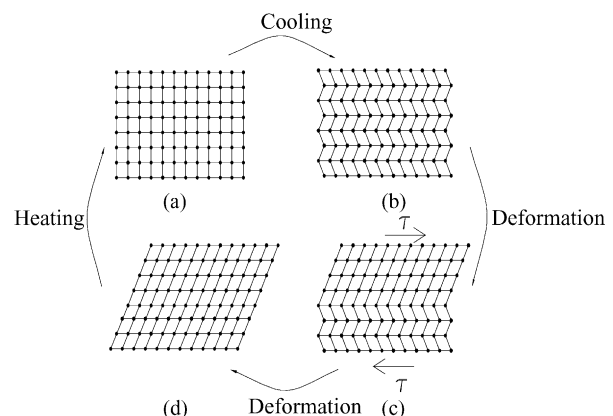 Cooling
(a)
(b)
Heating
Deformation
τ
τ
(d)
Deformation
(c)